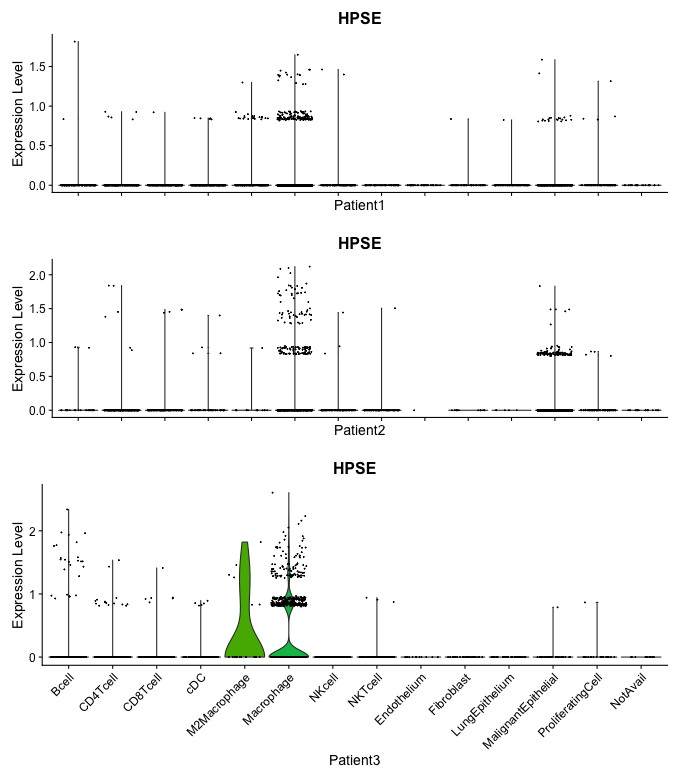 HPSE
Expression Level
1.5
1.0
0.5
0.0
Patient1
HPSE
Expression Level
2.0
1.5
1.0
0.5
0.0
Patient2
HPSE
Expression Level
2
1
0
Bcell
CD4Tcell
CD8Tcell
cDC
M2Macrophage
Macrophage
NKcell
NKTcell
Endothelium
Fibroblast
LungEpithelium
MalignantEpithelial
ProliferatingCell
NotAvail
Patient3